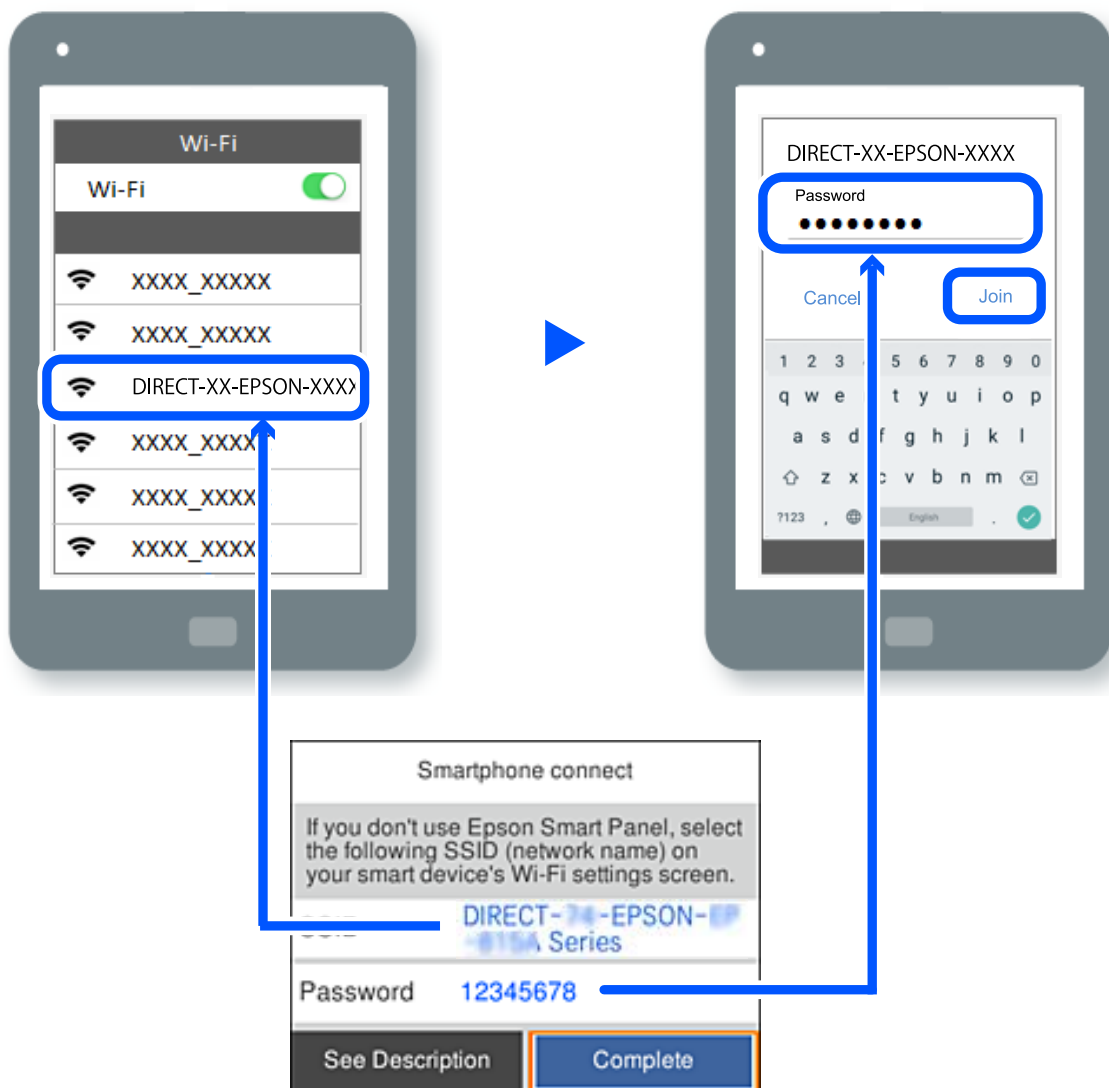 Wi-Fi
Wi-Fi
XXXX_XXXXX
XXXX_XXXXX
DIRECT-XX-EPSON-XXXX
XXXX_XXXX
XXXX_XXXX
XXXX_XXXX
DIRECT-XX-EPSON-XXXX
Password
●●●●●●●●
Cancel
Join
1 2 3 5 6 7 8 9 0
q w e t y u i o p
a s d f g h j k l
z x c v b n m
?123 , English .
Smartphone connect
If you don't use Epson Smart Panel, select
the following SSID (network name) on
your smart device's Wi-Fi settings screen.
DIRECT- -EPSON-
Series
Password 12345678
See Description
Complete